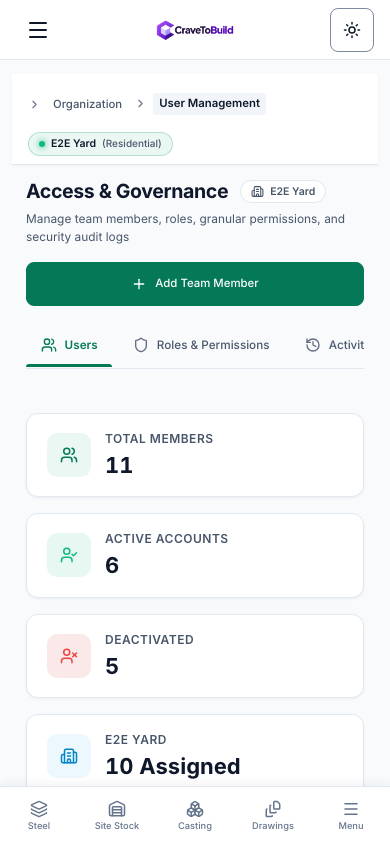 CraveToBuild
Organization
User Management
E2E Yard (Residential)
Access & Governance
E2E Yard
Manage team members, roles, granular permissions, and
security audit logs
Add Team Member
Users
Roles & Permissions
Activit
TOTAL MEMBERS
11
ACTIVE ACCOUNTS
6
DEACTIVATED
5
E2E YARD
10 Assigned
Steel
Site Stock
Casting
Drawings
Menu